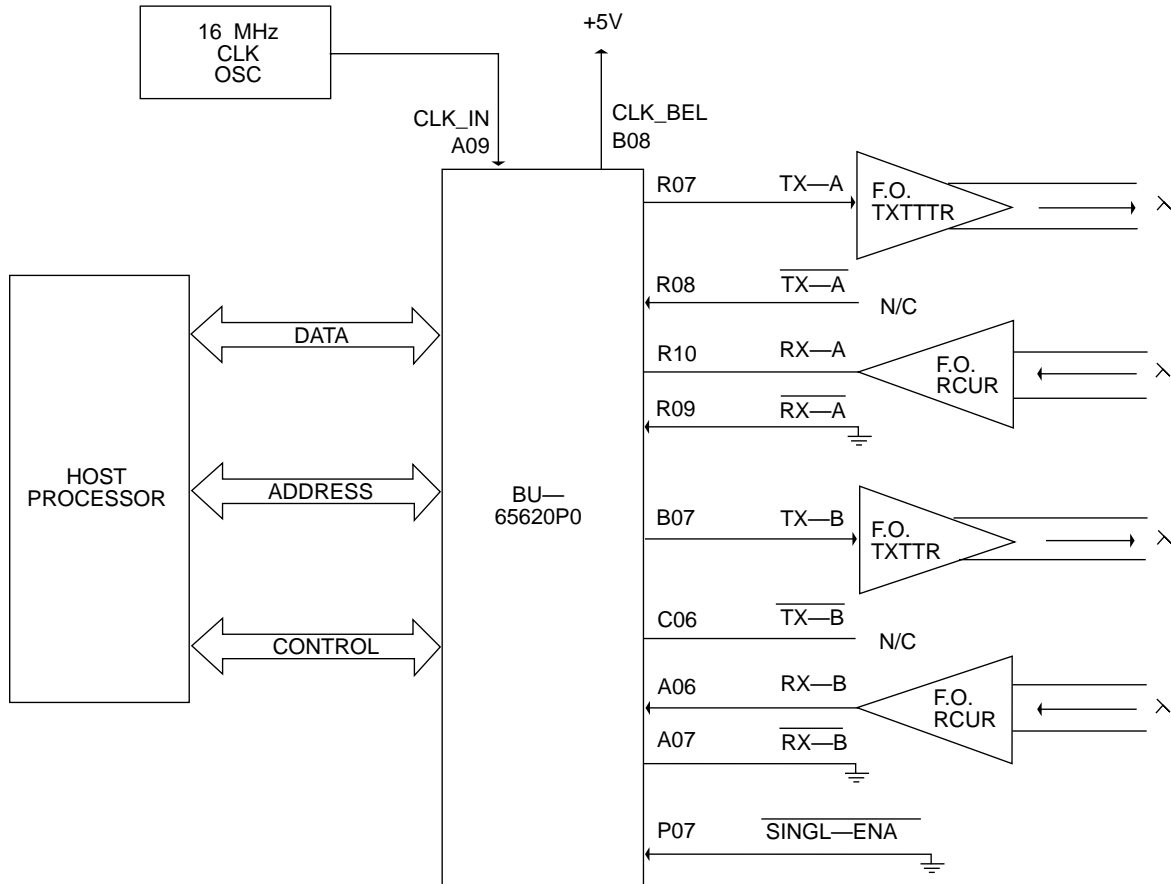 16 MHz
CLK
OSC
+5V
CLK_IN
A09
CLK_BEL
B08
R07 TX—A
F.O.
TXTTTR
λ
R08 TX—A
N/C
R10 RX—A
F.O.
RCUR
λ
R09 RX—A
HOST
PROCESSOR
DATA
ADDRESS
CONTROL
BU—
65620P0
B07 TX—B
F.O.
TXTTR
λ
C06 TX—B
N/C
A06 RX—B
F.O.
RCUR
λ
A07 RX—B
P07 SINGL—ENA